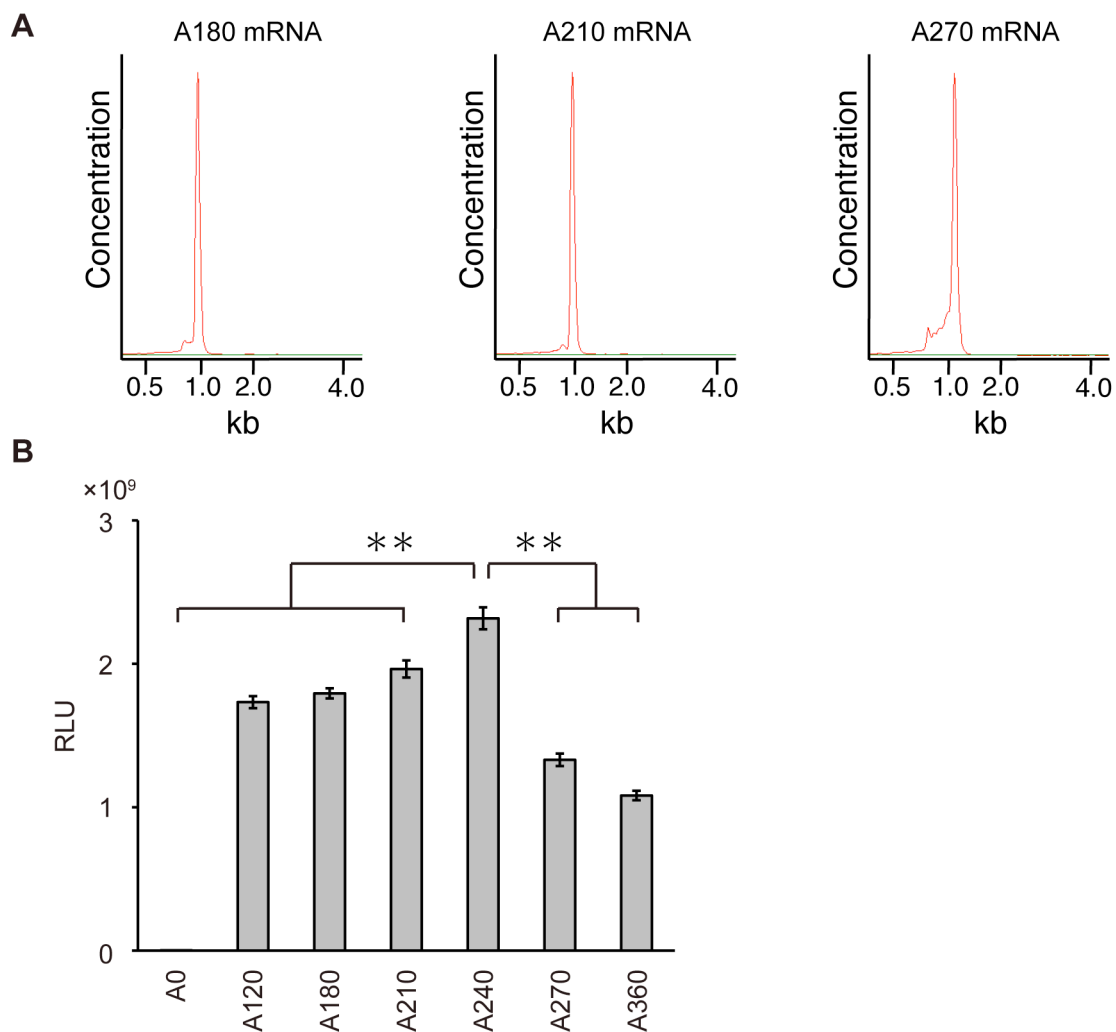 A
A180 mRNA
A210 mRNA
A270 mRNA
Concentration
Concentration
Concentration
0.5 1.0 2.0 4.0
0.5 1.0 2.0 4.0
0.5 1.0 2.0 4.0
kb
kb
kb
B
×10⁹
3
2
1
0
RLU
**
**
A0
A120
A180
A210
A240
A270
A360